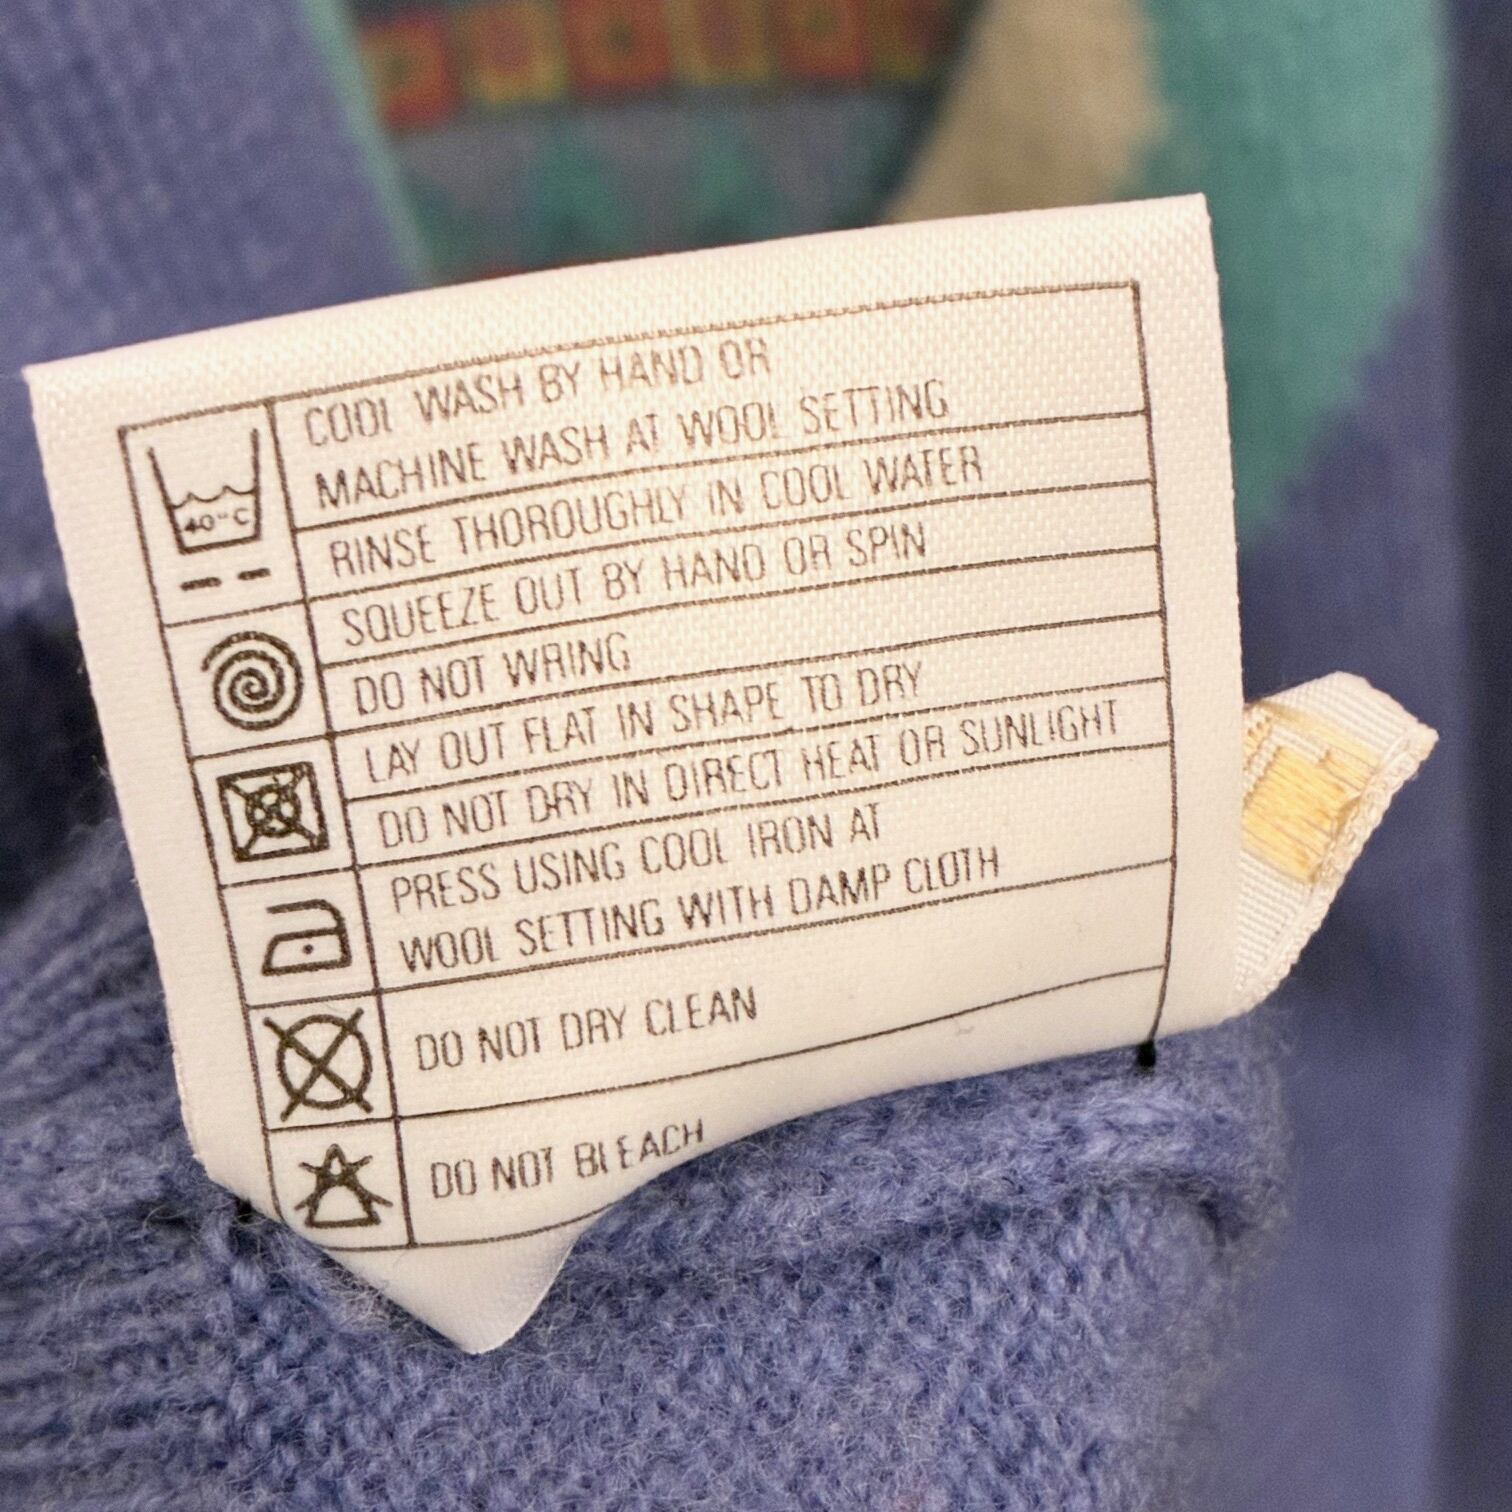 COOL WASH BY HAND OR
MACHINE WASH AT WOOL SETTING
40°C
RINSE THOROUGHLY IN COOL WATER
SQUEEZE OUT BY HAND OR SPIN
DO NOT WRING
LAY OUT FLAT IN SHAPE TO DRY
DO NOT DRY IN DIRECT HEAT OR SUNLIGHT
PRESS USING COOL IRON AT
WOOL SETTING WITH DAMP CLOTH
DO NOT DRY CLEAN
DO NOT BLEACH